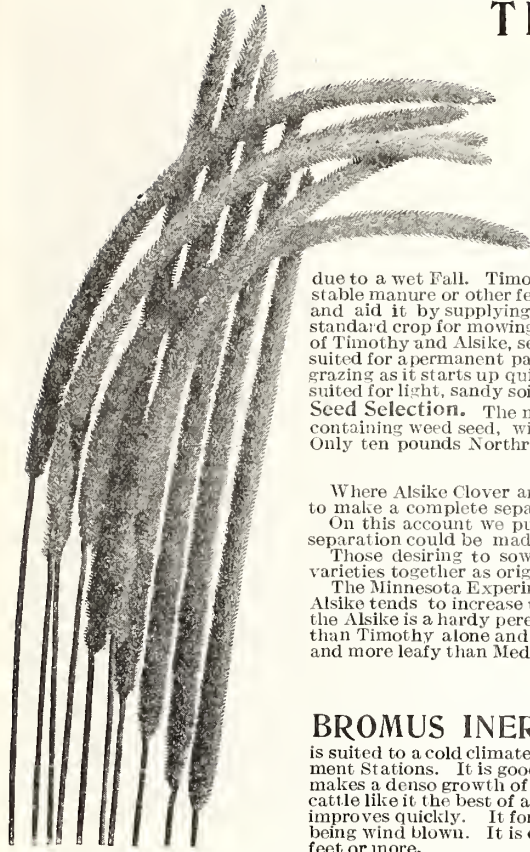 T
due to a wet Fall. Timo
stable manure or other fe
and aid it by supplying
standard crop for mowing
of Timothy and Alsike, se
suited for a permanent pa
grazing as it starts up qui
suited for light, sandy soi
Seed Selection. The n
containing weed seed, wi
Only ten pounds Northr
Where Alsike Clover a
to make a complete sepa
On this account we pu
separation could be mad
Those desiring to sow
varieties together as orig
The Minnesota Experi
Alsike tends to increase
the Alsike is a hardy pere
than Timothy alone and
and more leafy than Med
BROMUS INER
is suited to a cold climate
ment Stations. It is goo
makes a denso growth of
cattle like it the best of a
improves quickly. It for
being wind blown. It is
feet or more.